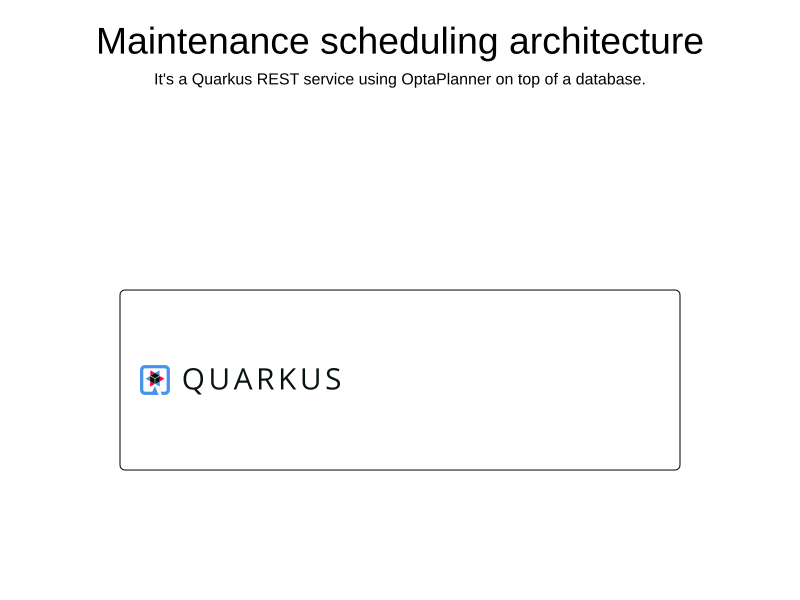 Maintenance scheduling architecture
It's a Quarkus REST service using OptaPlanner on top of a database.
QUARKUS